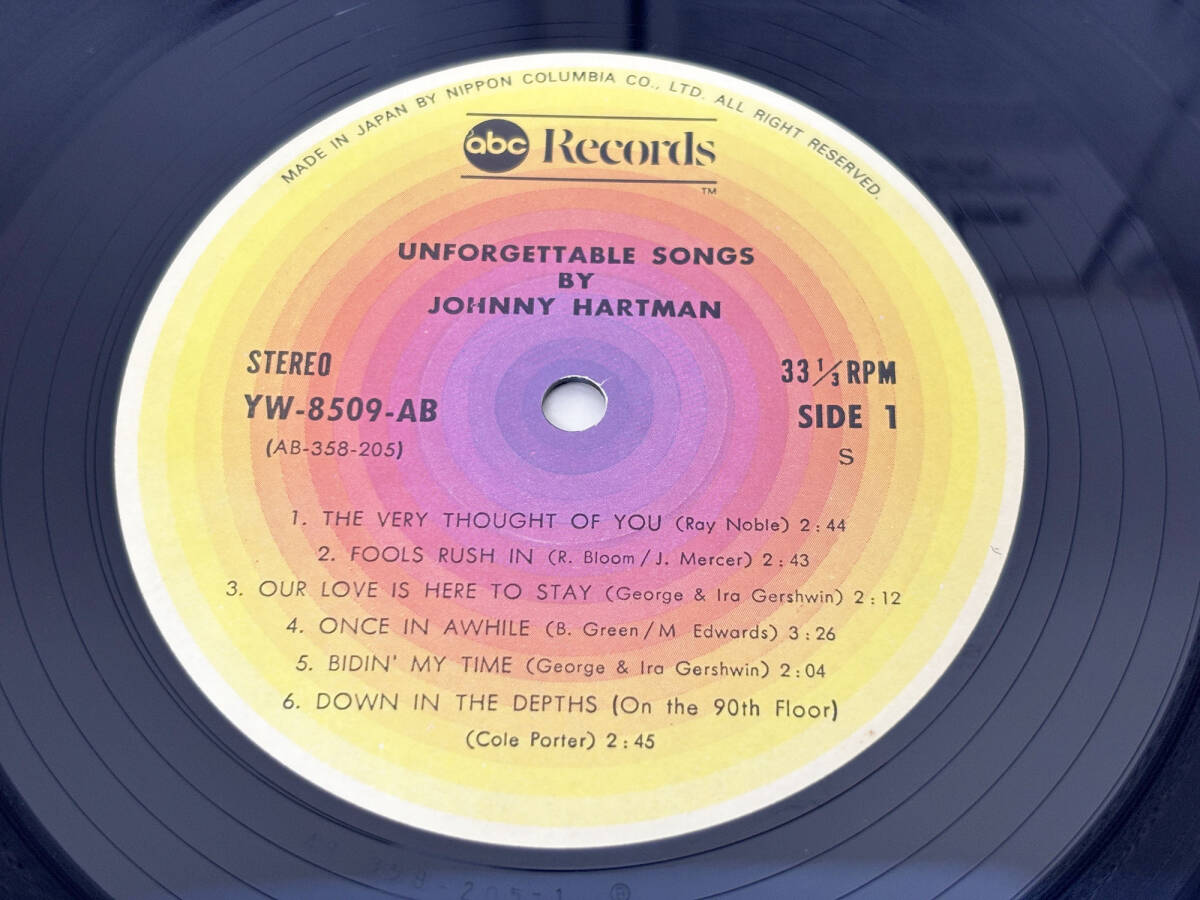 MADE IN JAPAN BY NIPPON COLUMBIA CO., LTD. ALL RIGHT RESERVED.
abc Records
TM
UNFORGETTABLE SONGS
BY
JOHNNY HARTMAN
STEREO
YW-8509-AB
(AB-358-205)
33 1/3 RPM
SIDE 1
S
1. THE VERY THOUGHT OF YOU (Ray Noble) 2:44
2. FOOLS RUSH IN (R. Bloom/J. Mercer) 2:43
3. OUR LOVE IS HERE TO STAY (George & Ira Gershwin) 2:12
4. ONCE IN AWHILE (B. Green/M Edwards) 3:26
5. BIDIN' MY TIME (George & Ira Gershwin) 2:04
6. DOWN IN THE DEPTHS (On the 90th Floor)
(Cole Porter) 2:45